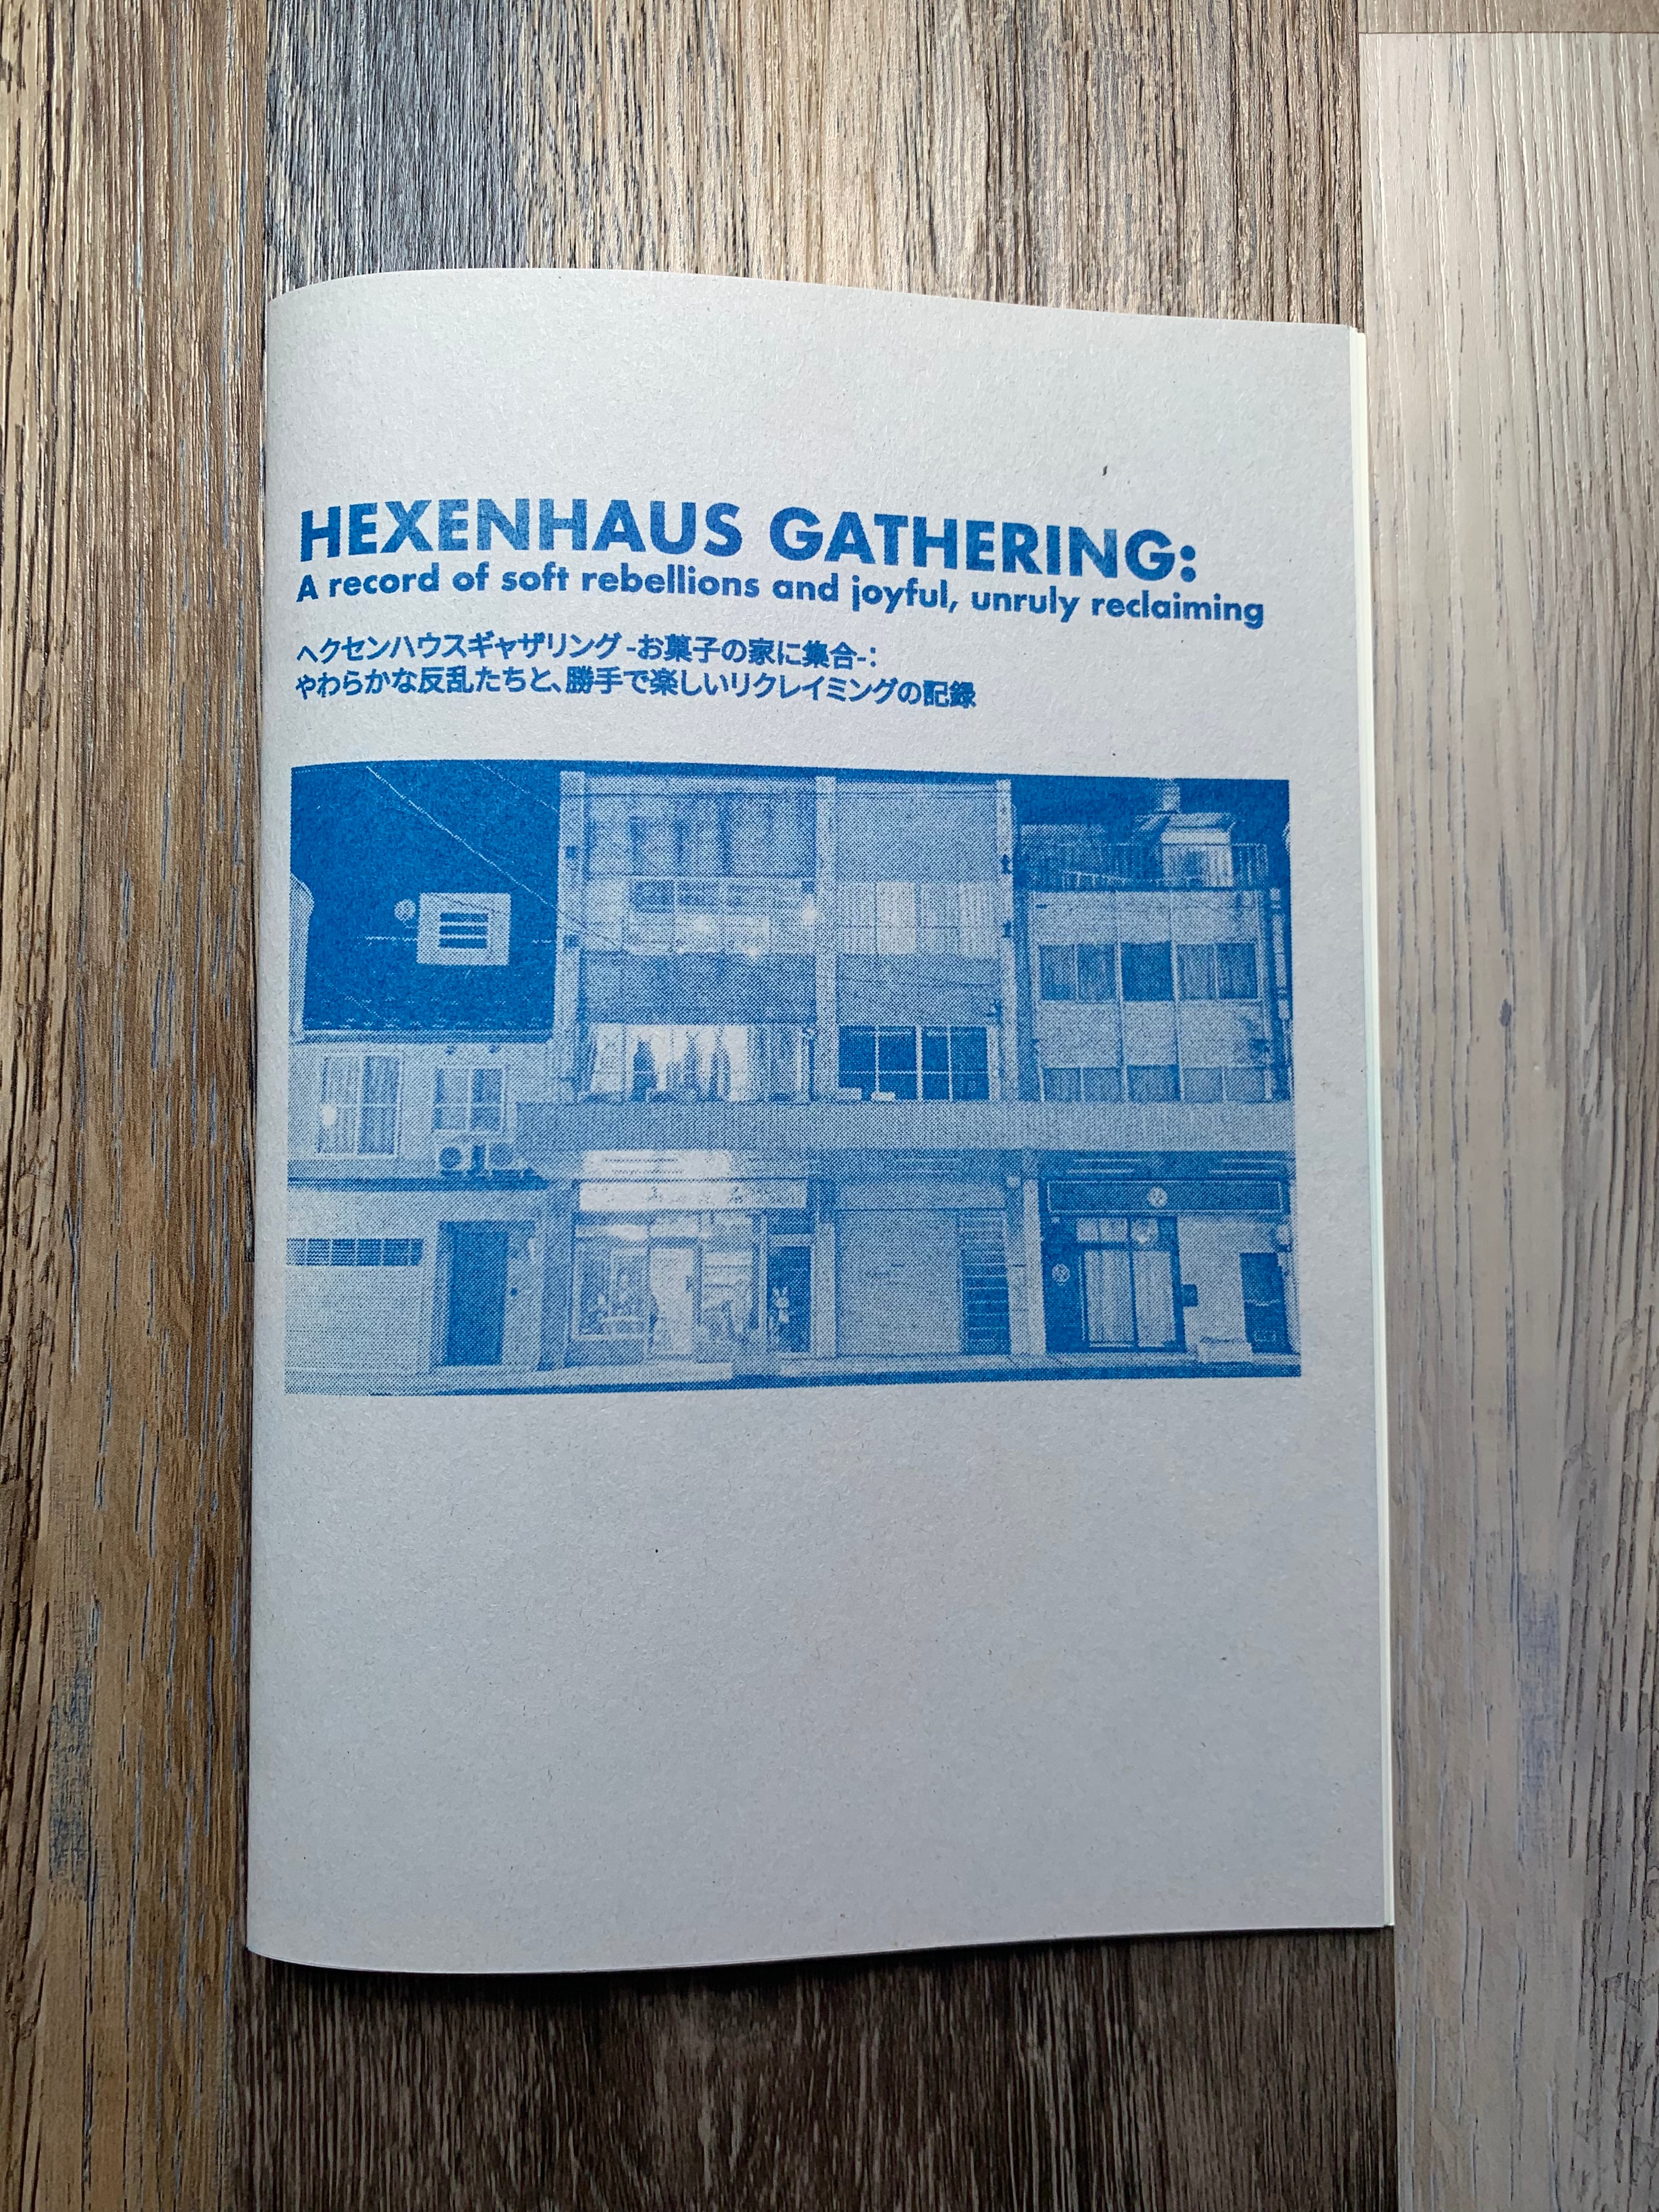 HEXENHAUS GATHERING:
A record of soft rebellions and joyful, unruly reclaiming
ヘクセンハウスギャザリング -お菓子の家に集合-：
やわらかな反乱たちと、勝手で楽しいリクレイミングの記録